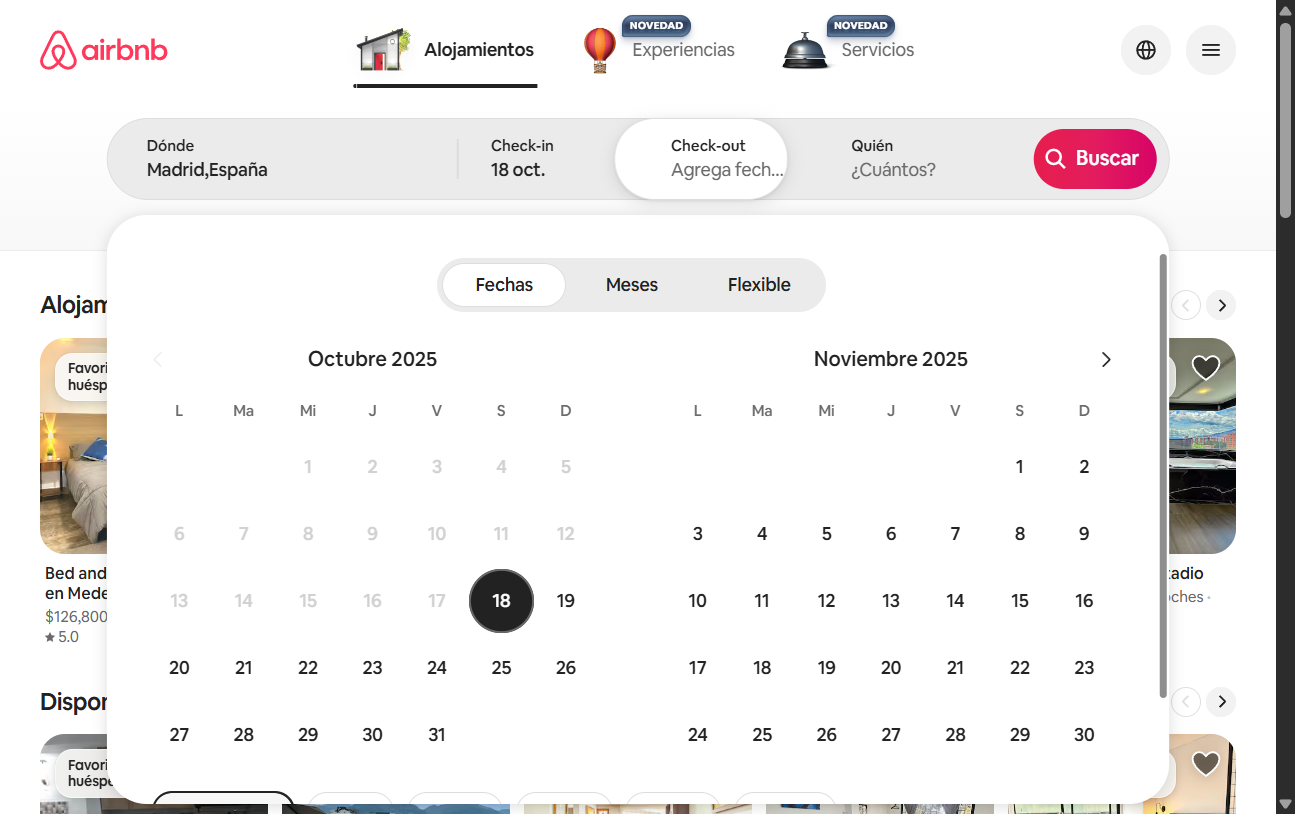 airbnb
Alojamientos
NOVEDAD
Experiencias
NOVEDAD
Servicios
Dónde
Madrid,España
Check-in
18 oct.
Check-out
Agrega fech...
Quién
¿Cuántos?
Buscar
Fechas
Meses
Flexible
Octubre 2025
L Ma Mi J V S D
1 2 3 4 5
6 7 8 9 10 11 12
13 14 15 16 17 18 19
20 21 22 23 24 25 26
27 28 29 30 31
Noviembre 2025
L Ma Mi J V S D
1 2
3 4 5 6 7 8 9
10 11 12 13 14 15 16
17 18 19 20 21 22 23
24 25 26 27 28 29 30
Alojam
Favori
huésp
Bed and
en Mede
$126,800
5.0
tadio
oches ·
Dispon
Favori
huéspe